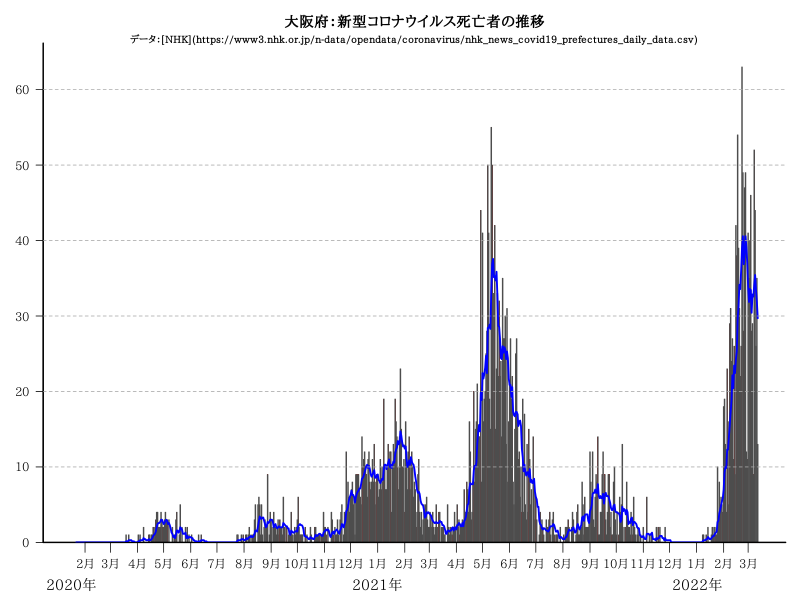 大阪府：新型コロナウイルス死亡者の推移
データ：[NHK](https://www3.nhk.or.jp/n-data/opendata/coronavirus/nhk_news_covid19_prefectures_daily_data.csv)
60
50
40
30
20
10
0
2月 3月 4月 5月 6月 7月 8月 9月 10月 11月 12月 1月 2月 3月 4月 5月 6月 7月 8月 9月 10月 11月 12月 1月 2月 3月
2020年 2021年 2022年